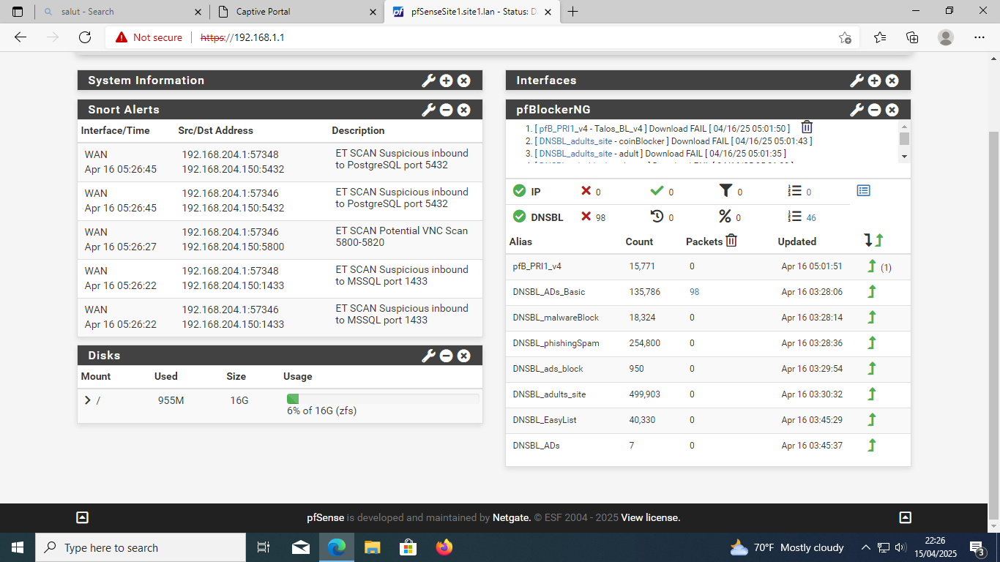 salut - Search
Captive Portal
pfSenseSite1.site1.lan - Status: D
Not secure
https://192.168.1.1
System Information
Interfaces
Snort Alerts
Interface/Time Src/Dst Address Description
WAN 192.168.204.1:57348 ET SCAN Suspicious inbound
Apr 16 05:26:45 192.168.204.150:5432 to PostgreSQL port 5432
WAN 192.168.204.1:57346 ET SCAN Suspicious inbound
Apr 16 05:26:45 192.168.204.150:5432 to PostgreSQL port 5432
WAN 192.168.204.1:57346 ET SCAN Potential VNC Scan
Apr 16 05:26:27 192.168.204.150:5800 5800-5820
WAN 192.168.204.1:57348 ET SCAN Suspicious inbound
Apr 16 05:26:22 192.168.204.150:1433 to MSSQL port 1433
WAN 192.168.204.1:57346 ET SCAN Suspicious inbound
Apr 16 05:26:22 192.168.204.150:1433 to MSSQL port 1433
Disks
Mount Used Size Usage
/ 955M 16G
6% of 16G (zfs)
pfBlockerNG
1. [ pfB_PRI1_v4 - Talos_BL_v4 ] Download FAIL [ 04/16/25 05:01:50 ]
2. [ DNSBL_adults_site - coinBlocker ] Download FAIL [ 04/16/25 05:01:43 ]
3. [ DNSBL_adults_site - adult ] Download FAIL [ 04/16/25 05:01:35 ]
IP 0 0 0 0
DNSBL 98 0 0 46
Alias Count Packets Updated
pfB_PRI1_v4 15,771 0 Apr 16 05:01:51 (1)
DNSBL_ADs_Basic 135,786 98 Apr 16 03:28:06
DNSBL_malwareBlock 18,324 0 Apr 16 03:28:14
DNSBL_phishingSpam 254,800 0 Apr 16 03:28:36
DNSBL_ads_block 950 0 Apr 16 03:29:54
DNSBL_adults_site 499,903 0 Apr 16 03:30:32
DNSBL_EasyList 40,330 0 Apr 16 03:45:29
DNSBL_ADs 7 0 Apr 16 03:45:37
pfSense is developed and maintained by Netgate. © ESF 2004 - 2025 View license.
Type here to search
70°F Mostly cloudy
22:26
15/04/2025
3